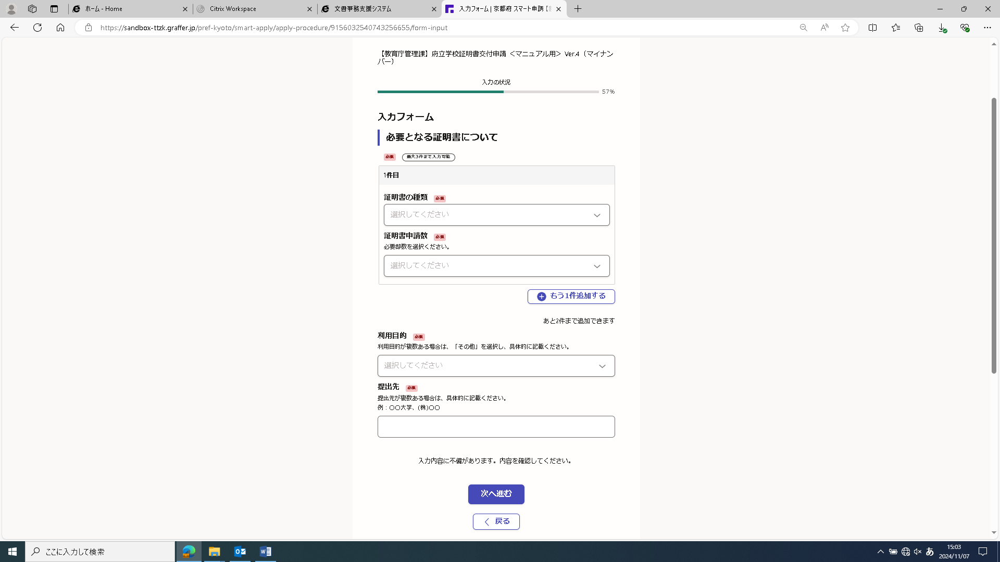 ホーム - Home
Citrix Workspace
文書事務支援システム
入力フォーム | 京都府 スマート申請
https://sandbox-ttzk.graffer.jp/pref-kyoto/smart-apply/apply-procedure/9156032540743256655/form-input
【教育庁管理課】府立学校証明書交付申請 ＜マニュアル用＞ Ver.4（マイナン
バー）
入力の状況
57%
入力フォーム
必要となる証明書について
必須 最大3件まで入力可能
1件目
証明書の種類 必須
選択してください
証明書申請数 必須
必要部数を選択ください。
選択してください
もう1件追加する
あと2件まで追加できます
利用目的 必須
利用目的が複数ある場合は、「その他」を選択し、具体的に記載ください。
選択してください
提出先 必須
提出先が複数ある場合は、具体的に記載ください。
例：〇〇大学、(株)〇〇
入力内容に不備があります。内容を確認してください。
次へ進む
戻る
ここに入力して検索
あ
15:03
2024/11/07